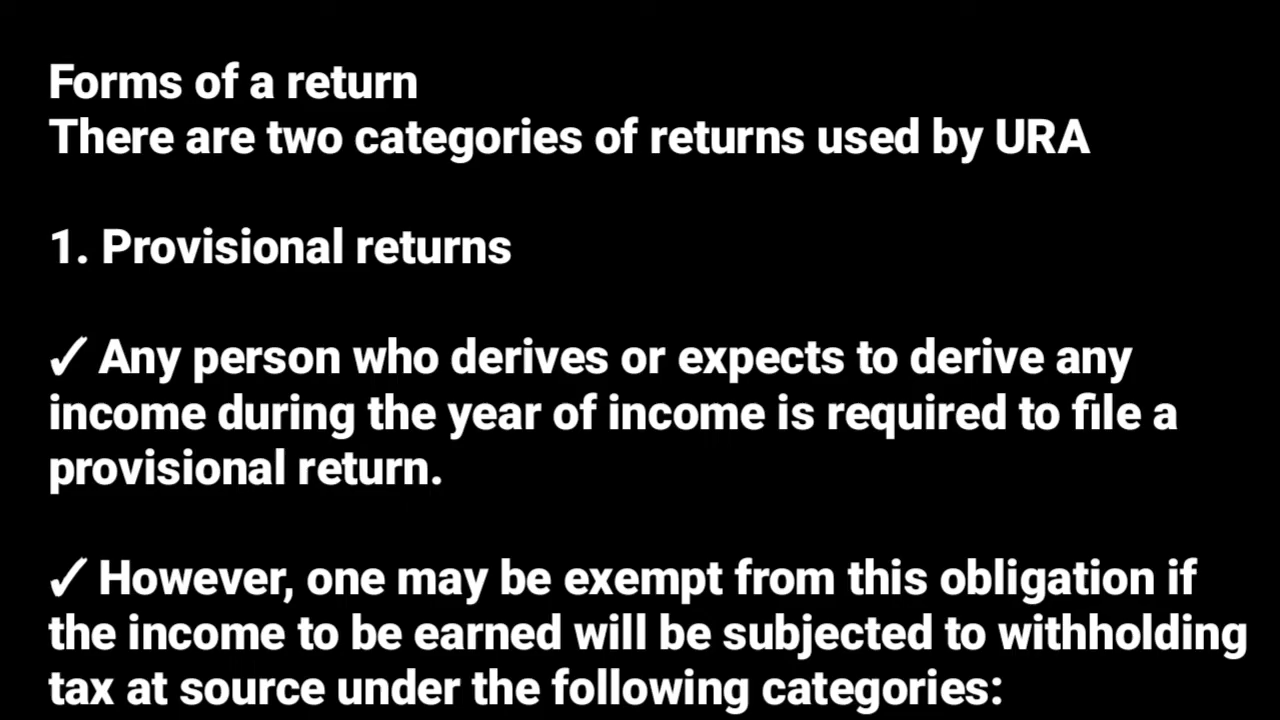 Forms of a return
There are two categories of returns used by URA
1. Provisional returns
✓ Any person who derives or expects to derive any
income during the year of income is required to file a
provisional return.
✓ However, one may be exempt from this obligation if
the income to be earned will be subjected to withholding
tax at source under the following categories: